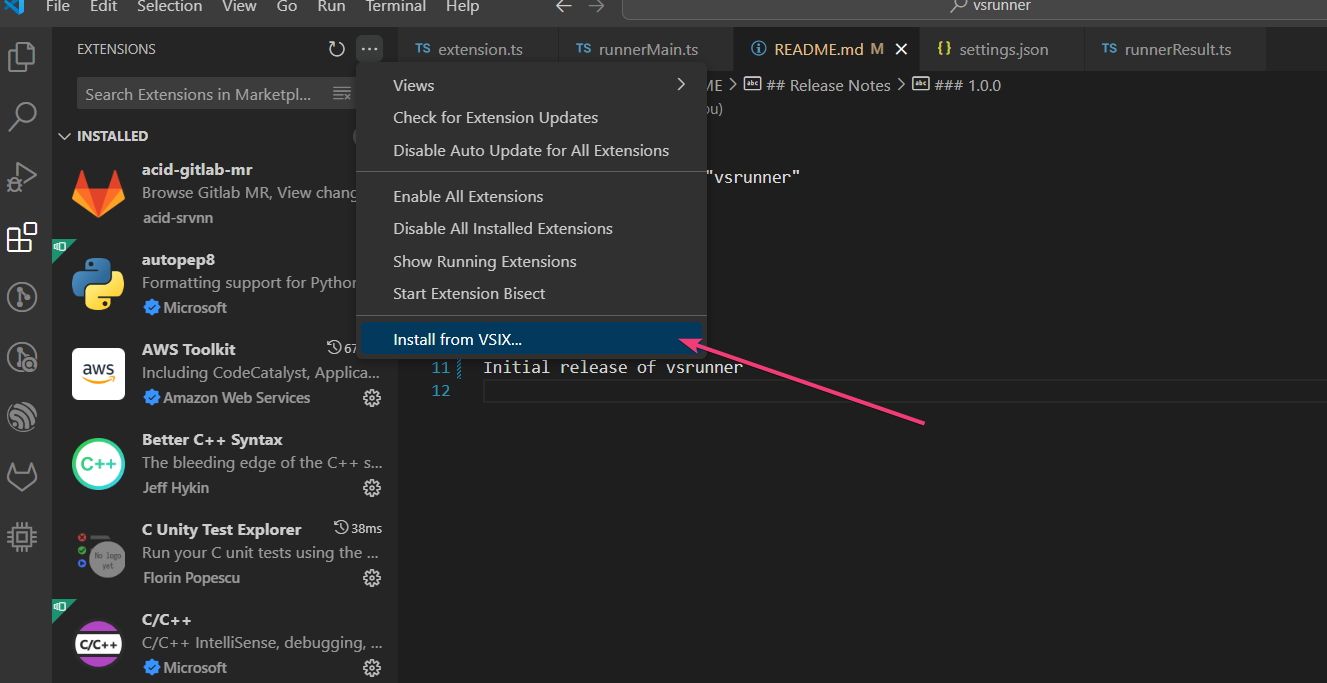 File Edit Selection View Go Run Terminal Help
vsrunner
EXTENSIONS
TS extension.ts
TS runnerMain.ts
README.md M
{} settings.json
TS runnerResult.ts
Search Extensions in Marketpl...
ME > abc ## Release Notes > abc ### 1.0.0
ou)
"vsrunner"
11 Initial release of vsrunner
12
Views
Check for Extension Updates
Disable Auto Update for All Extensions
Enable All Extensions
Disable All Installed Extensions
Show Running Extensions
Start Extension Bisect
Install from VSIX...
INSTALLED
acid-gitlab-mr
Browse Gitlab MR, View chang
acid-srvnn
autopep8
Formatting support for Python
Microsoft
aws
AWS Toolkit 67
Including CodeCatalyst, Applica...
Amazon Web Services
C++
Better C++ Syntax
The bleeding edge of the C++ s...
Jeff Hykin
No logo
yet
C Unity Test Explorer 38ms
Run your C unit tests using the ...
Florin Popescu
C/C++
C/C++
C/C++ IntelliSense, debugging, ...
Microsoft